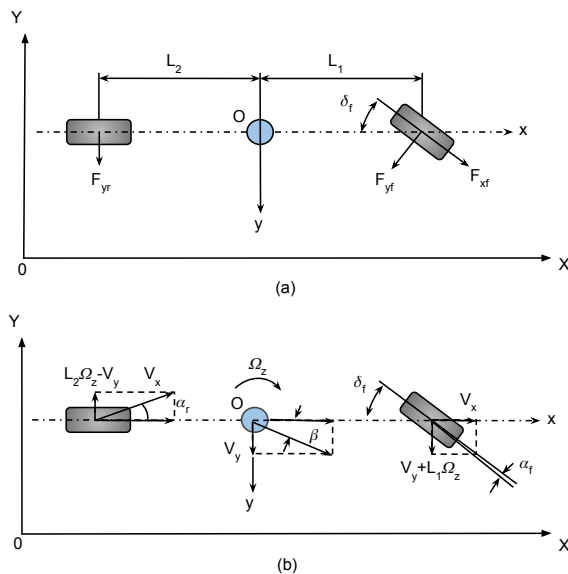 Y
L₂
L₁
O
δf
x
Fyr
Fyf
Fxf
y
0
X
(a)
Y
L₂Ωz-Vy
Vx
αr
Ωz
O
δf
Vx
x
Vy
β
Vy+L₁Ωz
αf
y
0
X
(b)